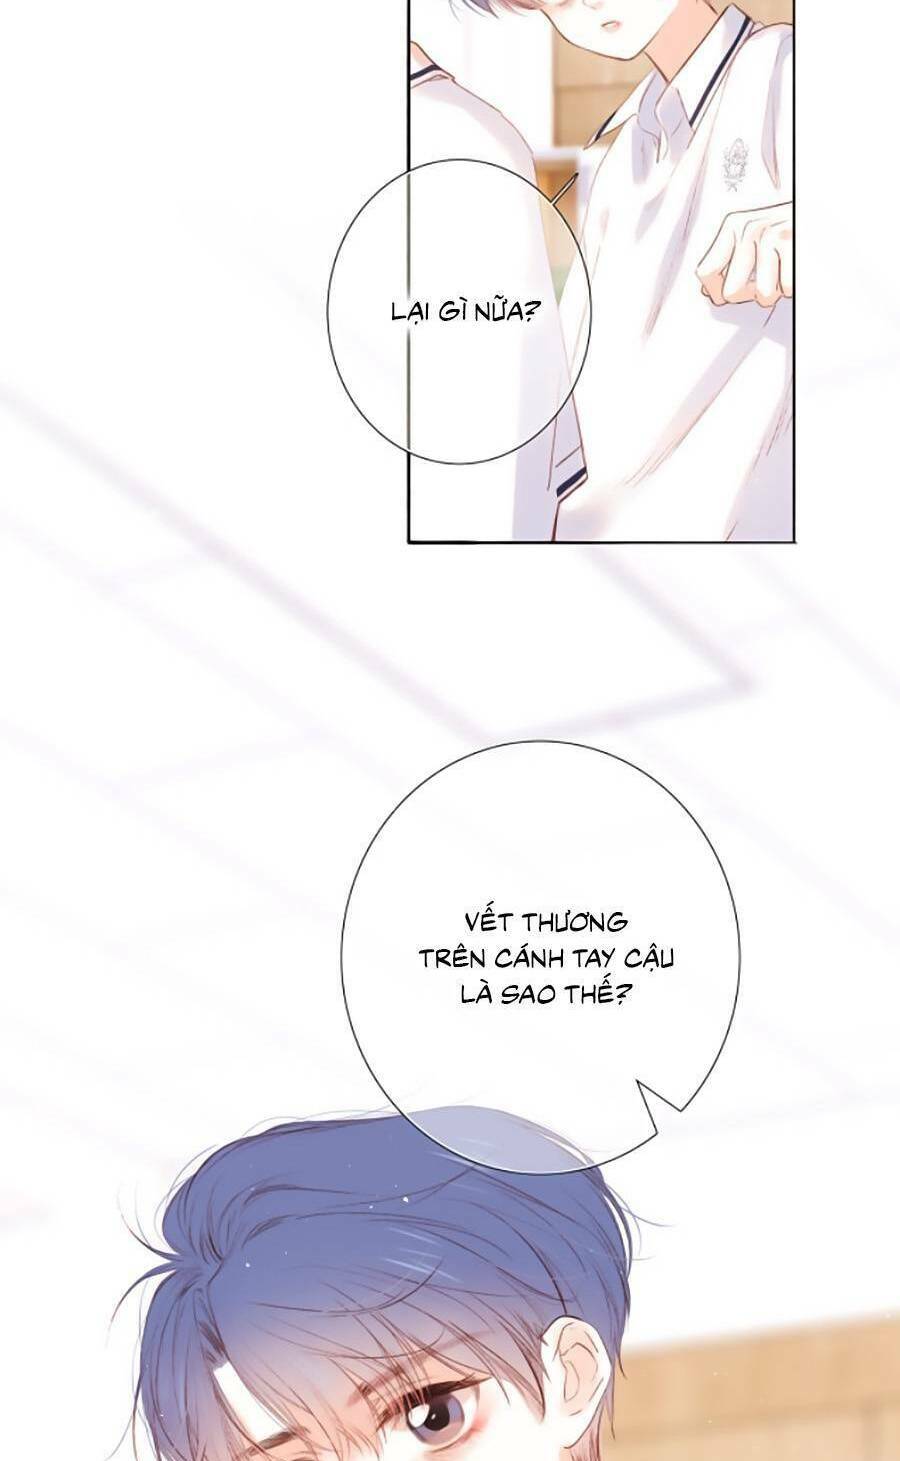 LẠI GÌ NỮA?
VẾT THƯƠNG
TRÊN CÁNH TAY CẬU
LÀ SAO THẾ?